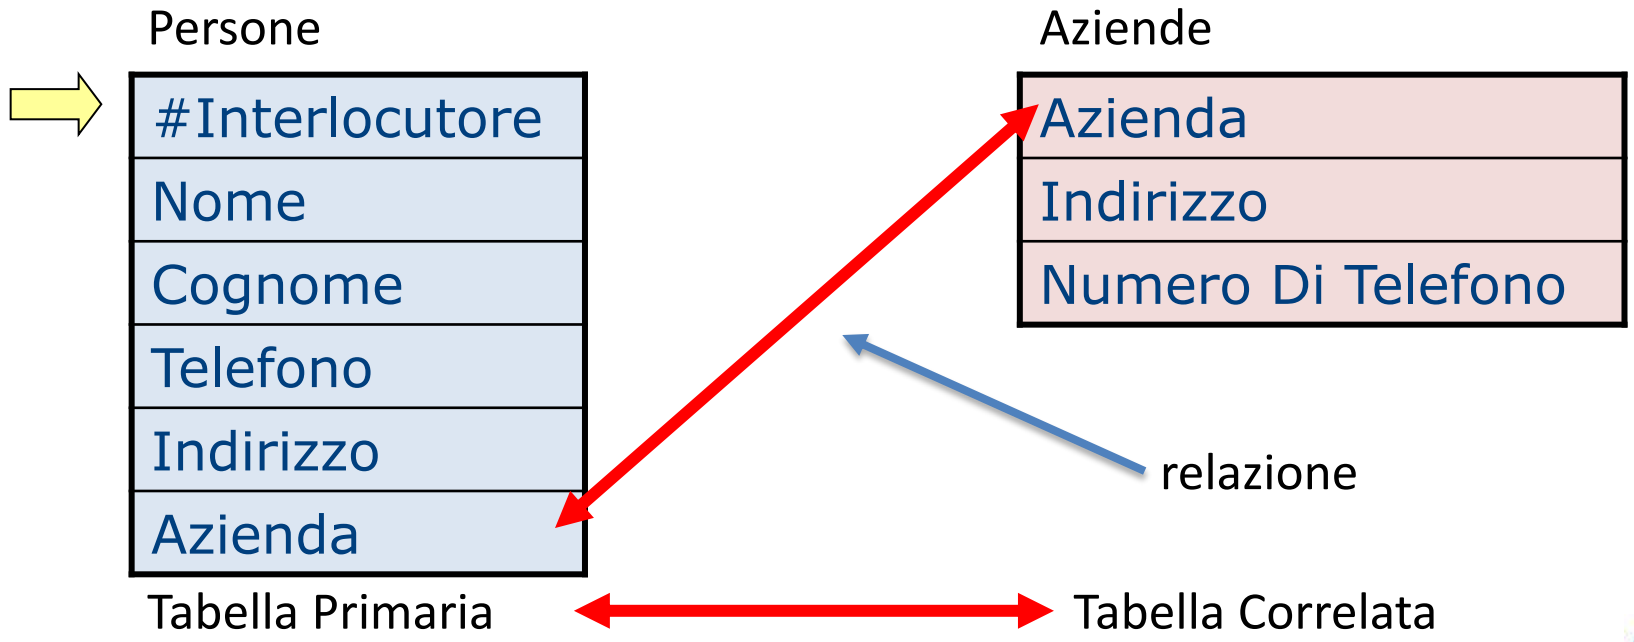 Persone
#Interlocutore
Nome
Cognome
Telefono
Indirizzo
Azienda
Tabella Primaria
Aziende
Azienda
Indirizzo
Numero Di Telefono
relazione
Tabella Correlata